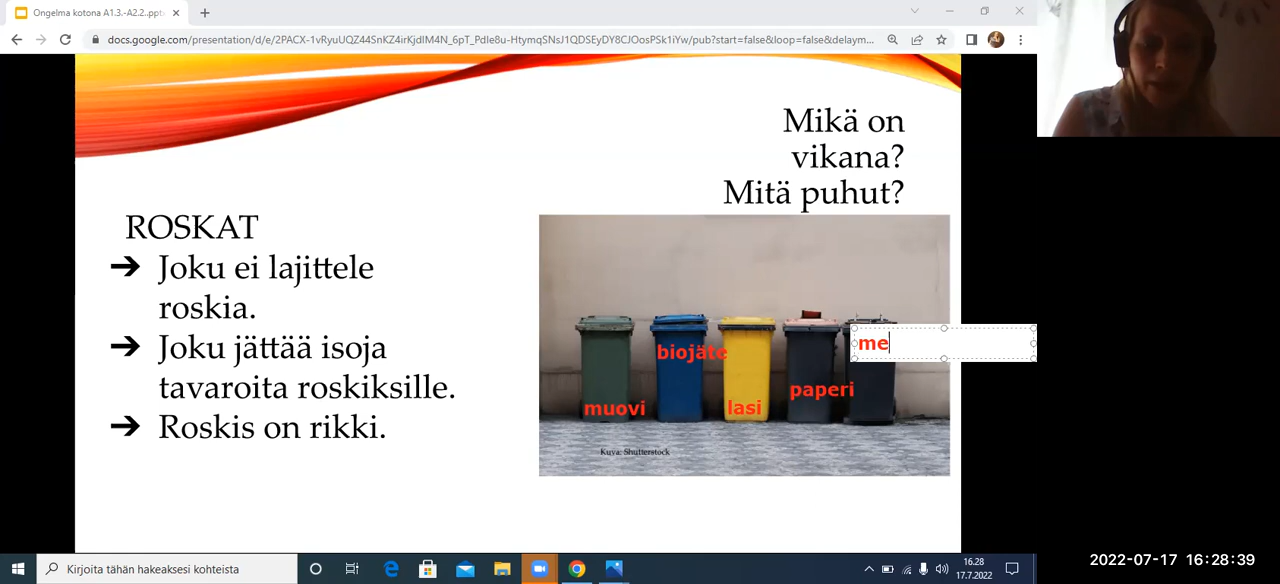 Ongelma kotona A1.3.-A2.2..ppt
docs.google.com/presentation/d/e/2PACX-1vRyuUQZ44SnKZ4irKjdIM4N_6pT_Pdle8u-HtymqSNsJ1QDSEyDY8CJOosPSk1iYw/pub?start=false&loop=false&delaym...
Mikä on
vikana?
Mitä puhut?
ROSKAT
➔ Joku ei lajittele
roskia.
➔ Joku jättää isoja
tavaroita roskiksille.
➔ Roskis on rikki.
me
biojäte
paperi
muovi
lasi
Kuva: Shutterstock
Kirjoita tähän hakeaksesi kohteista
16.28
17.7.2022
2022-07-17 16:28:39